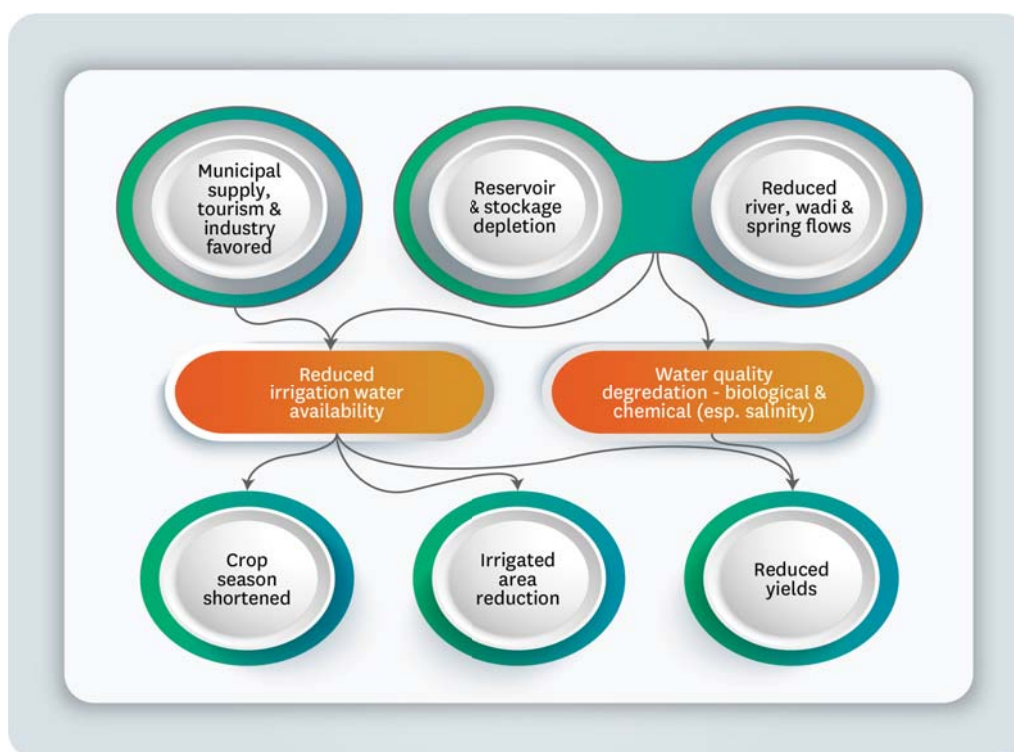 Municipal
supply,
tourism &
industry
favored
Reservoir
& stockage
depletion
Reduced
river, wadi &
spring flows
Reduced
irrigation water
availability
Water quality
degredation - biological &
chemical (esp. salinity)
Crop
season
shortened
Irrigated
area
reduction
Reduced
yields